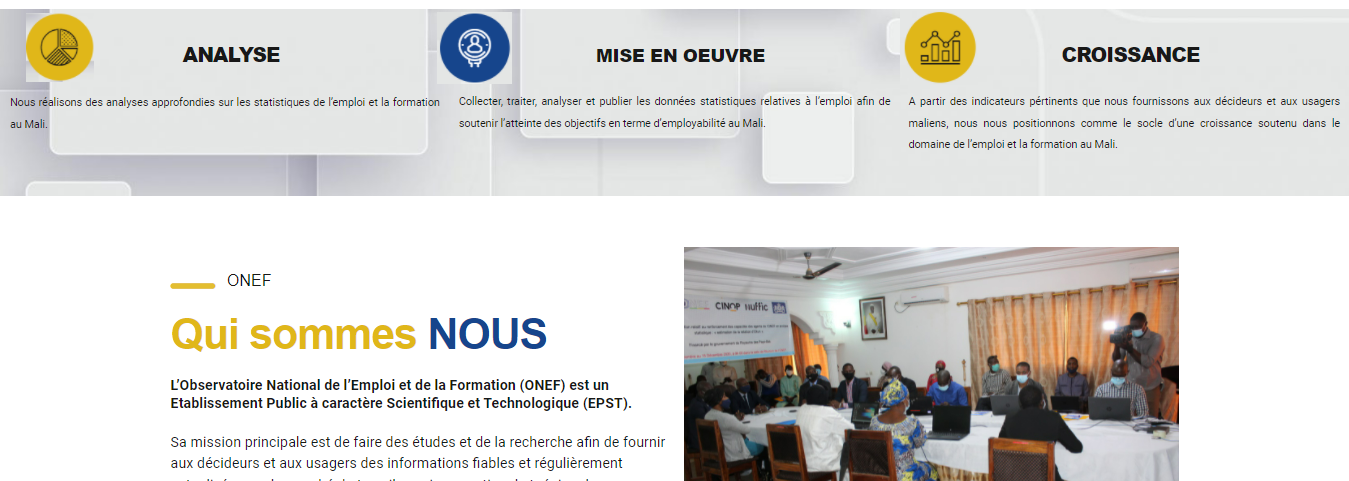 ANALYSE
Nous réalisons des analyses approfondies sur les statistiques de l'emploi et la formation
au Mali.
MISE EN OEUVRE
Collecter, traiter, analyser et publier les données statistiques relatives à l'emploi afin de
soutenir l'atteinte des objectifs en terme d'employabilité au Mali.
CROISSANCE
A partir des indicateurs pértinents que nous fournissons aux décideurs et aux usagers
maliens, nous nous positionnons comme le socle d'une croissance soutenu dans le
domaine de l'emploi et la formation au Mali.
ONEF
Qui sommes NOUS
L'Observatoire National de l'Emploi et de la Formation (ONEF) est un
Etablissement Public à caractère Scientifique et Technologique (EPST).
Sa mission principale est de faire des études et de la recherche afin de fournir
aux décideurs et aux usagers des informations fiables et régulièrement
CINOP nuffic